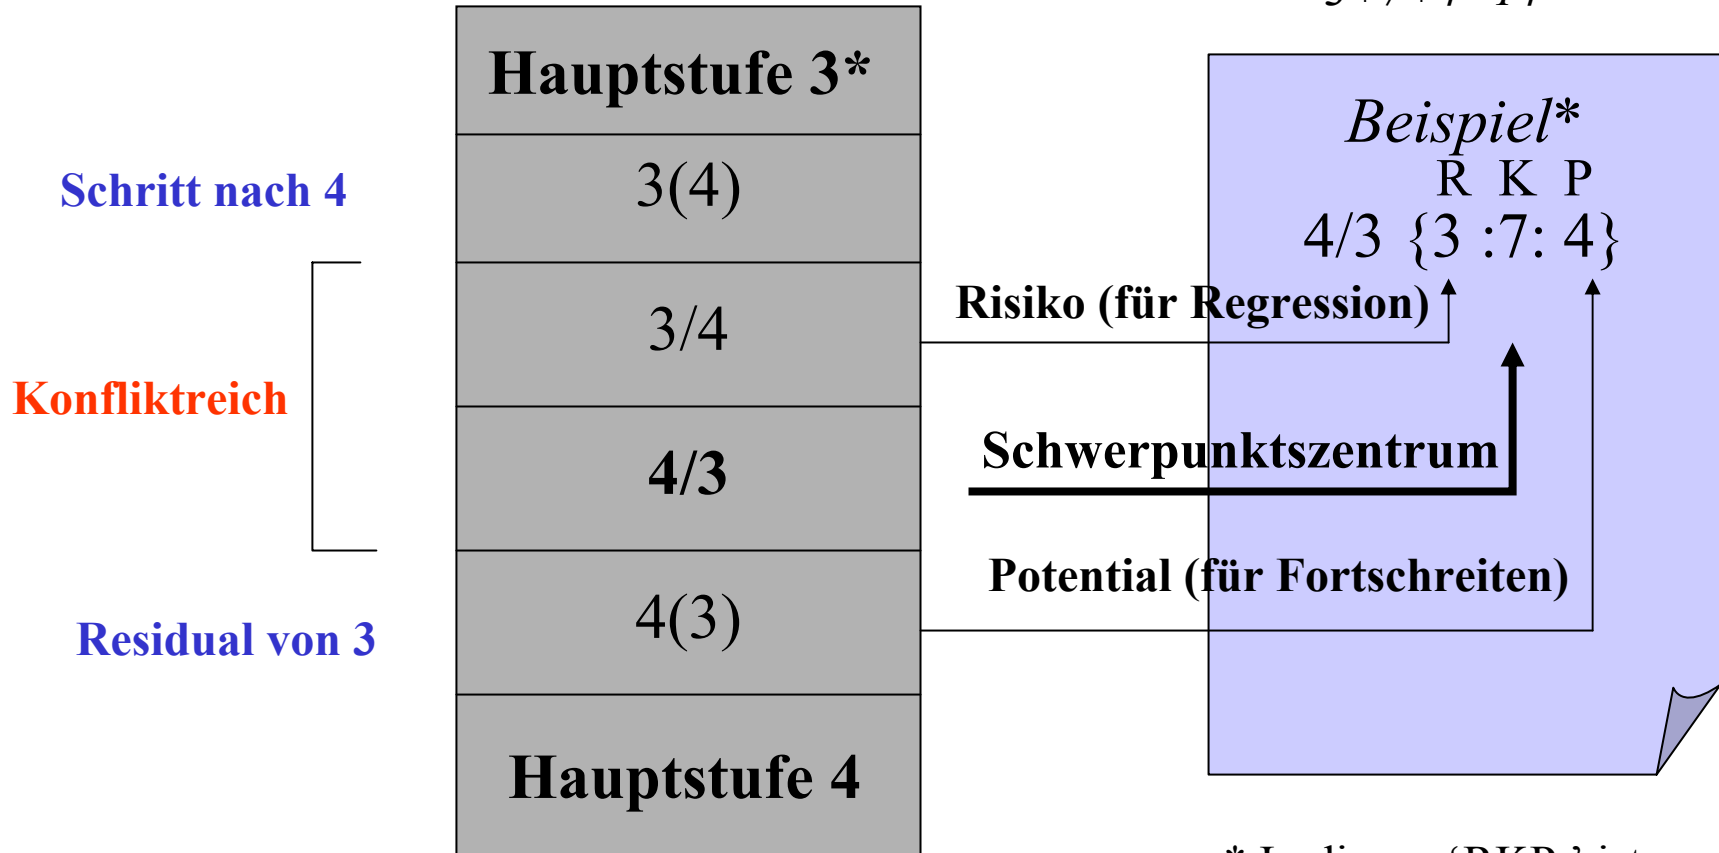 Hauptstufe 3*
Schritt nach 4
3(4)
Konfliktreich
3/4
4/3
Residual von 3
4(3)
Hauptstufe 4
Beispiel*
R K P
4/3 {3 :7: 4}
Risiko (für Regression)
Schwerpunktszentrum
Potential (für Fortschreiten)